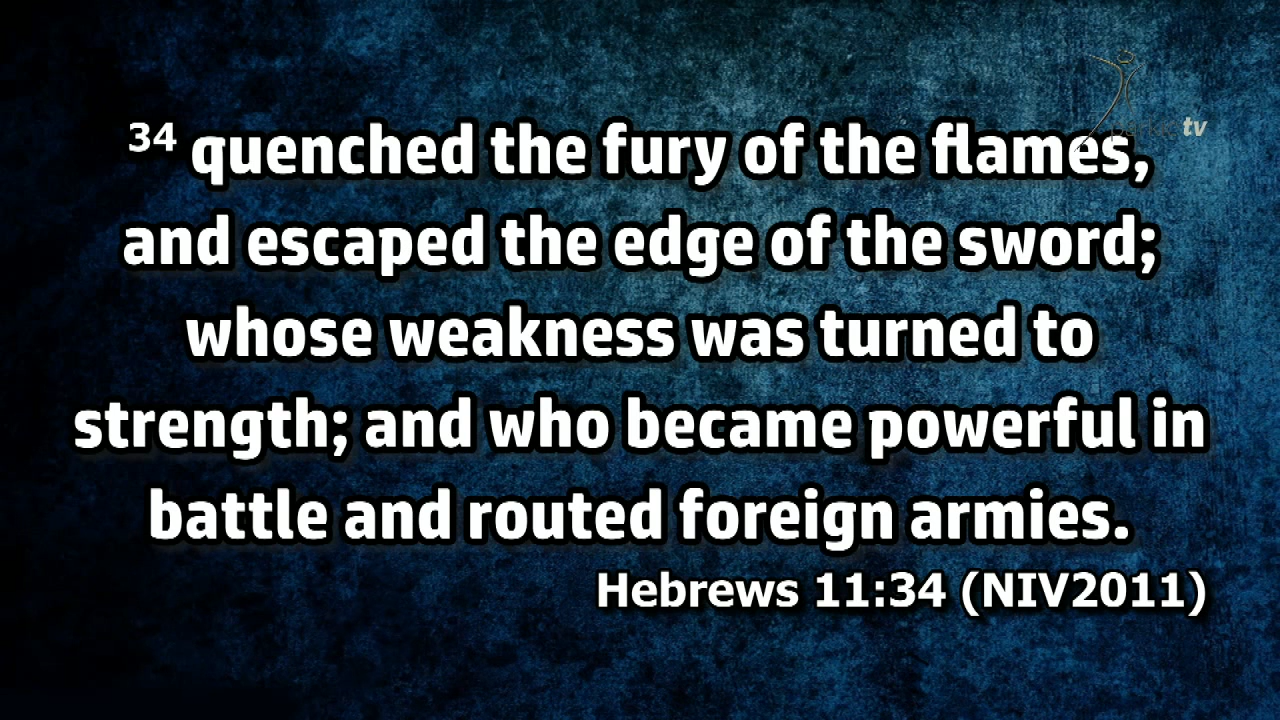 34 quenched the fury of the flames,
and escaped the edge of the sword;
whose weakness was turned to
strength; and who became powerful in
battle and routed foreign armies.
Hebrews 11:34 (NIV2011)
tv